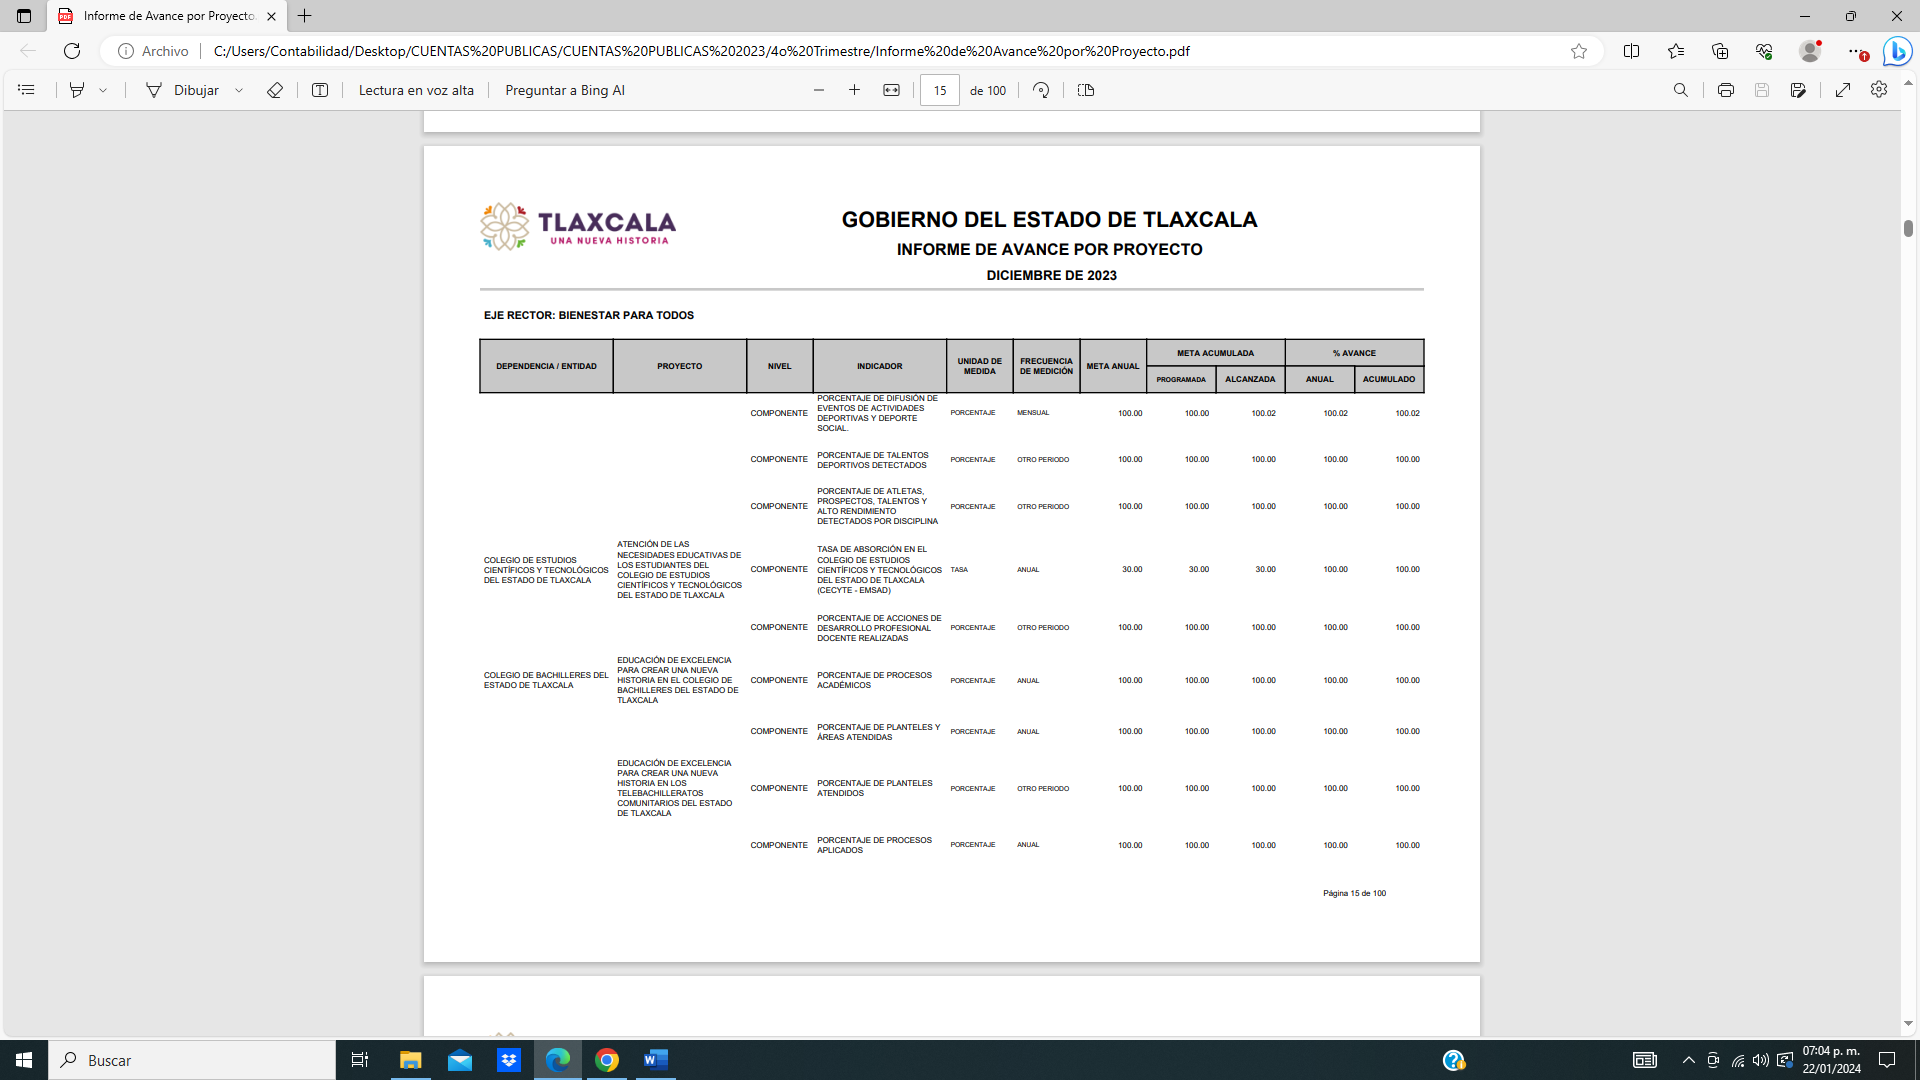 Informe de Avance por Proyecto.
Archivo
C:/Users/Contabilidad/Desktop/CUENTAS%20PUBLICAS/CUENTAS%20PUBLICAS%202023/4o%20Trimestre/Informe%20de%20Avance%20por%20Proyecto.pdf
Dibujar
Lectura en voz alta
Preguntar a Bing AI
15 de 100
TLAXCALA
UNA NUEVA HISTORIA
GOBIERNO DEL ESTADO DE TLAXCALA
INFORME DE AVANCE POR PROYECTO
DICIEMBRE DE 2023
EJE RECTOR: BIENESTAR PARA TODOS
DEPENDENCIA / ENTIDAD
PROYECTO
NIVEL
INDICADOR
UNIDAD DE
MEDIDA
FRECUENCIA
DE MEDICIÓN
META ANUAL
META ACUMULADA
PROGRAMADA
ALCANZADA
% AVANCE
ANUAL
ACUMULADO
COMPONENTE
PORCENTAJE DE DIFUSIÓN DE
EVENTOS DE ACTIVIDADES
DEPORTIVAS Y DEPORTE
SOCIAL.
PORCENTAJE
MENSUAL
100.00 100.00 100.02 100.02 100.02
COMPONENTE
PORCENTAJE DE TALENTOS
DEPORTIVOS DETECTADOS
PORCENTAJE
OTRO PERIODO
100.00 100.00 100.00 100.00 100.00
COMPONENTE
PORCENTAJE DE ATLETAS,
PROSPECTOS, TALENTOS Y
ALTO RENDIMIENTO
DETECTADOS POR DISCIPLINA
PORCENTAJE
OTRO PERIODO
100.00 100.00 100.00 100.00 100.00
COLEGIO DE ESTUDIOS
CIENTÍFICOS Y TECNOLÓGICOS
DEL ESTADO DE TLAXCALA
ATENCIÓN DE LAS
NECESIDADES EDUCATIVAS DE
LOS ESTUDIANTES DEL
COLEGIO DE ESTUDIOS
CIENTÍFICOS Y TECNOLÓGICOS
DEL ESTADO DE TLAXCALA
COMPONENTE
TASA DE ABSORCIÓN EN EL
COLEGIO DE ESTUDIOS
CIENTÍFICOS Y TECNOLÓGICOS
DEL ESTADO DE TLAXCALA
(CECYTE - EMSAD)
TASA
ANUAL
30.00 30.00 30.00 100.00 100.00
COMPONENTE
PORCENTAJE DE ACCIONES DE
DESARROLLO PROFESIONAL
DOCENTE REALIZADAS
PORCENTAJE
OTRO PERIODO
100.00 100.00 100.00 100.00 100.00
COLEGIO DE BACHILLERES DEL
ESTADO DE TLAXCALA
EDUCACIÓN DE EXCELENCIA
PARA CREAR UNA NUEVA
HISTORIA EN EL COLEGIO DE
BACHILLERES DEL ESTADO DE
TLAXCALA
COMPONENTE
PORCENTAJE DE PROCESOS
ACADÉMICOS
PORCENTAJE
ANUAL
100.00 100.00 100.00 100.00 100.00
COMPONENTE
PORCENTAJE DE PLANTELES Y
ÁREAS ATENDIDAS
PORCENTAJE
ANUAL
100.00 100.00 100.00 100.00 100.00
EDUCACIÓN DE EXCELENCIA
PARA CREAR UNA NUEVA
HISTORIA EN LOS
TELEBACHILLERATOS
COMUNITARIOS DEL ESTADO
DE TLAXCALA
COMPONENTE
PORCENTAJE DE PLANTELES
ATENDIDOS
PORCENTAJE
OTRO PERIODO
100.00 100.00 100.00 100.00 100.00
COMPONENTE
PORCENTAJE DE PROCESOS
APLICADOS
PORCENTAJE
ANUAL
100.00 100.00 100.00 100.00 100.00
Página 15 de 100
Buscar
07:04 p. m.
22/01/2024